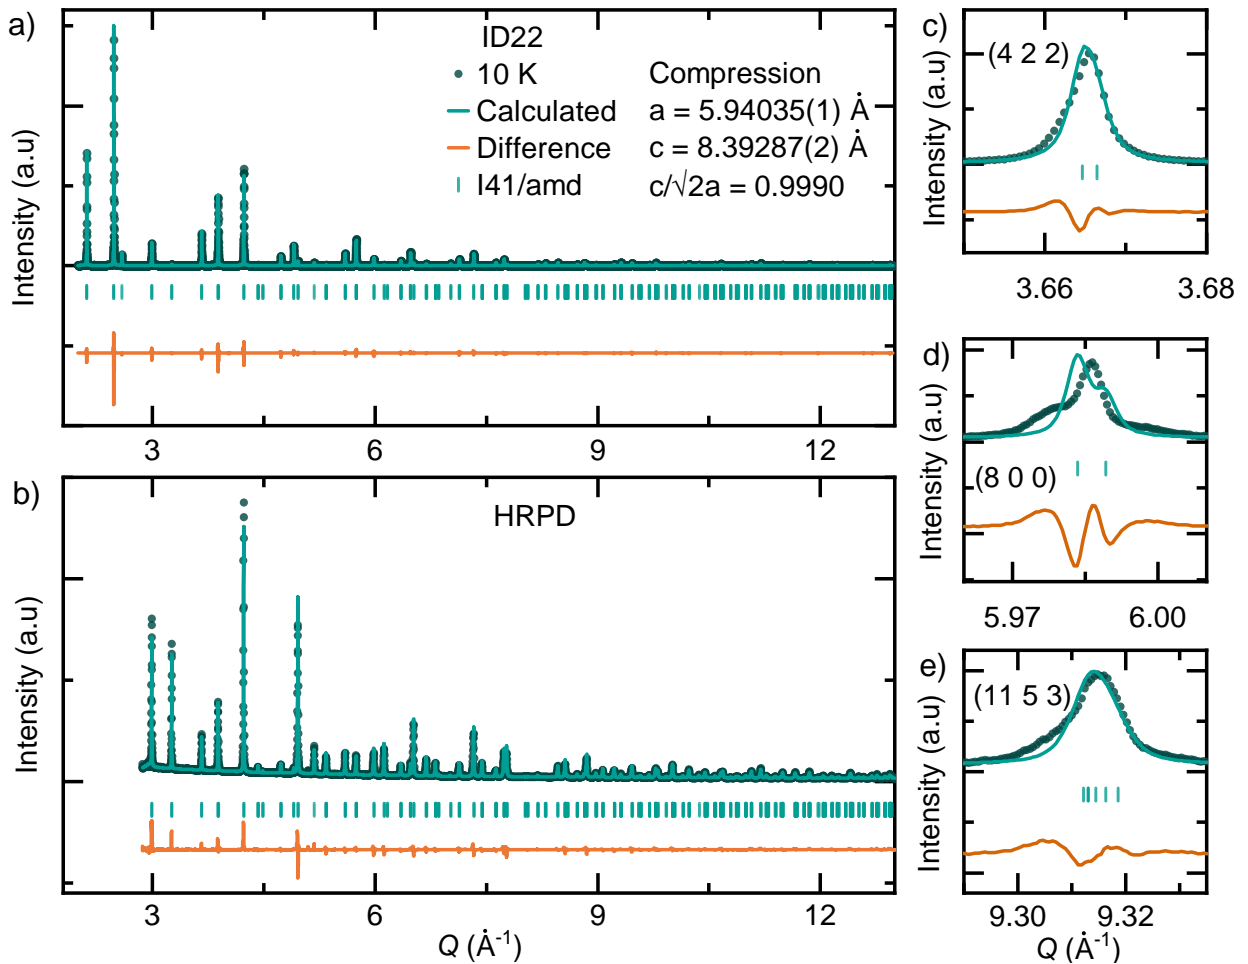 a)
ID22
10 K
Calculated
Difference
I41/amd
Compression
a = 5.94035(1) Å
c = 8.39287(2) Å
c/√2a = 0.9990
Intensity (a.u)
3 6 9 12
b)
HRPD
Intensity (a.u)
3 6 9 12
Q (Å-1)
c)
(4 2 2)
Intensity (a.u)
3.66 3.68
d)
(8 0 0)
Intensity (a.u)
5.97 6.00
e)
(11 5 3)
Intensity (a.u)
9.30 9.32
Q (Å-1)